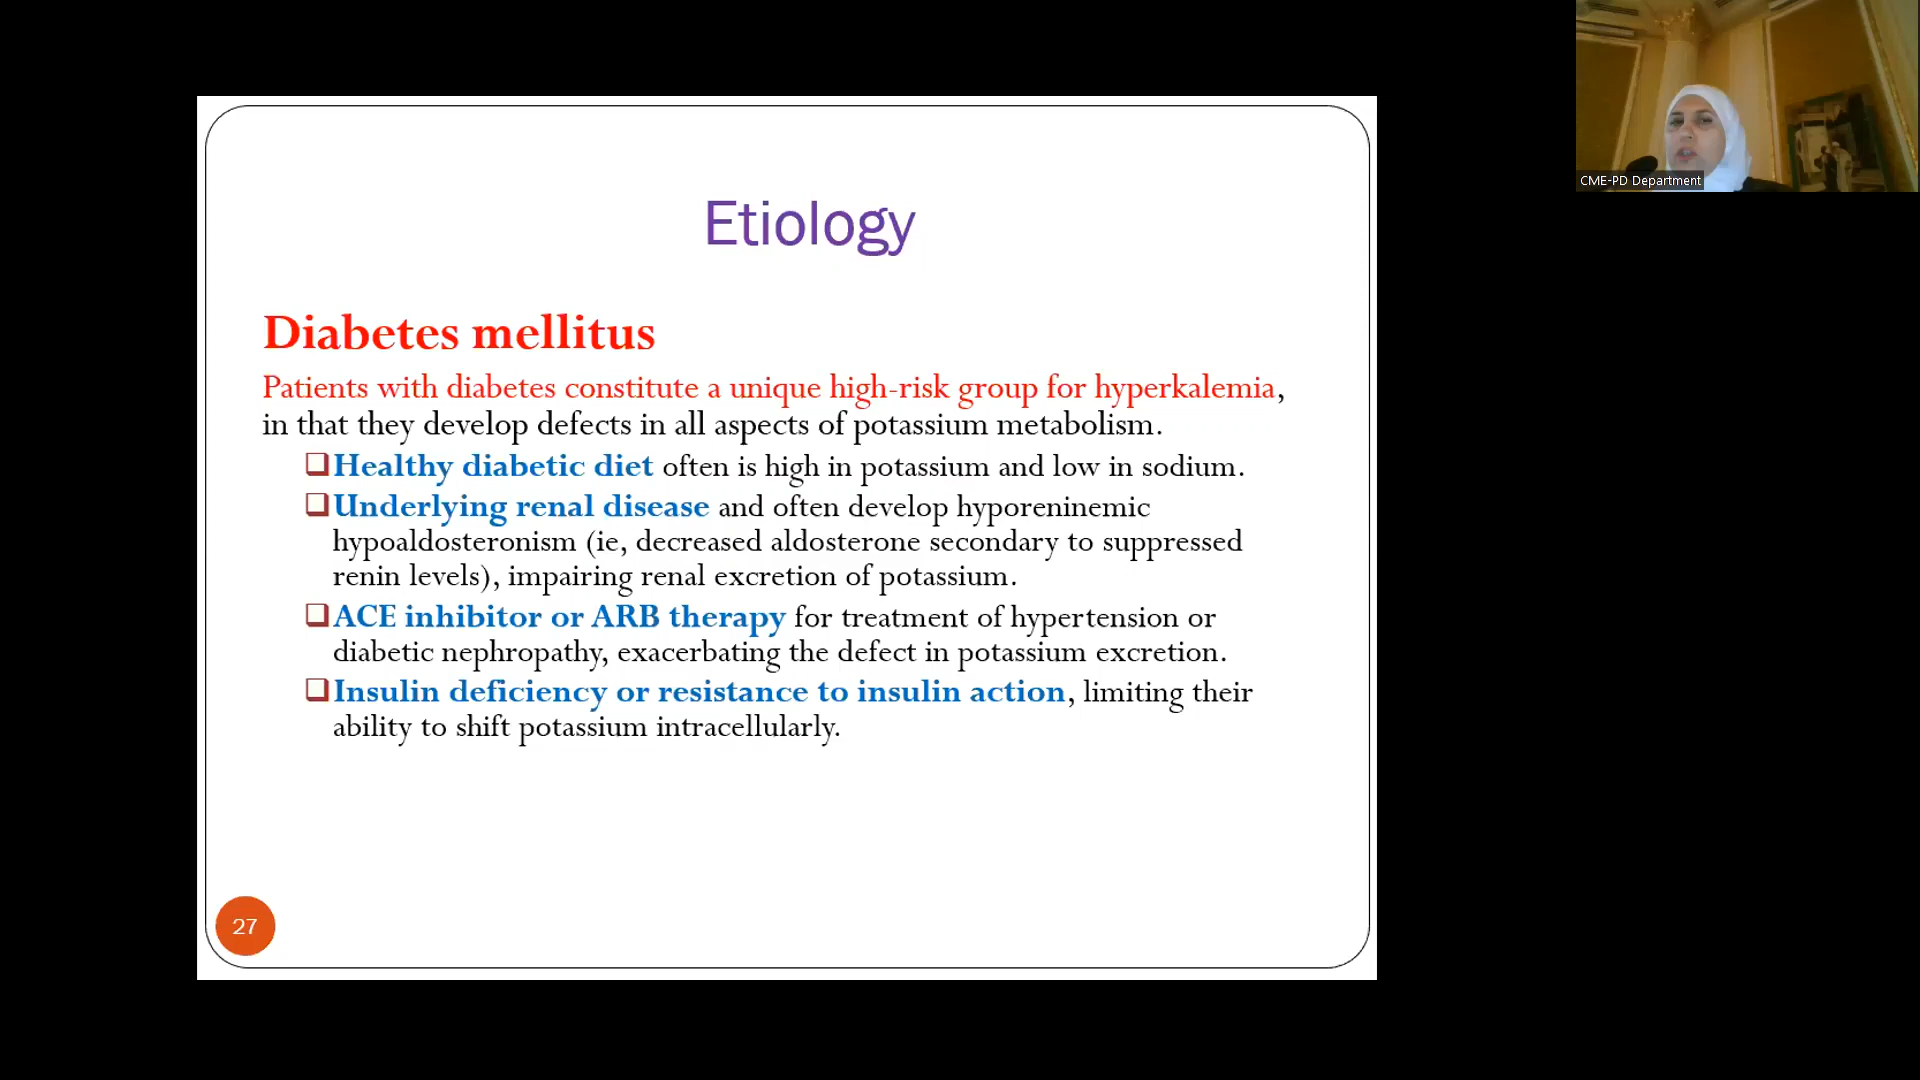 CME-PD Department
Etiology
Diabetes mellitus
Patients with diabetes constitute a unique high-risk group for hyperkalemia,
in that they develop defects in all aspects of potassium metabolism.
❑Healthy diabetic diet often is high in potassium and low in sodium.
❑Underlying renal disease and often develop hyporeninemic
hypoaldosteronism (ie, decreased aldosterone secondary to suppressed
renin levels), impairing renal excretion of potassium.
❑ACE inhibitor or ARB therapy for treatment of hypertension or
diabetic nephropathy, exacerbating the defect in potassium excretion.
❑Insulin deficiency or resistance to insulin action, limiting their
ability to shift potassium intracellularly.
27